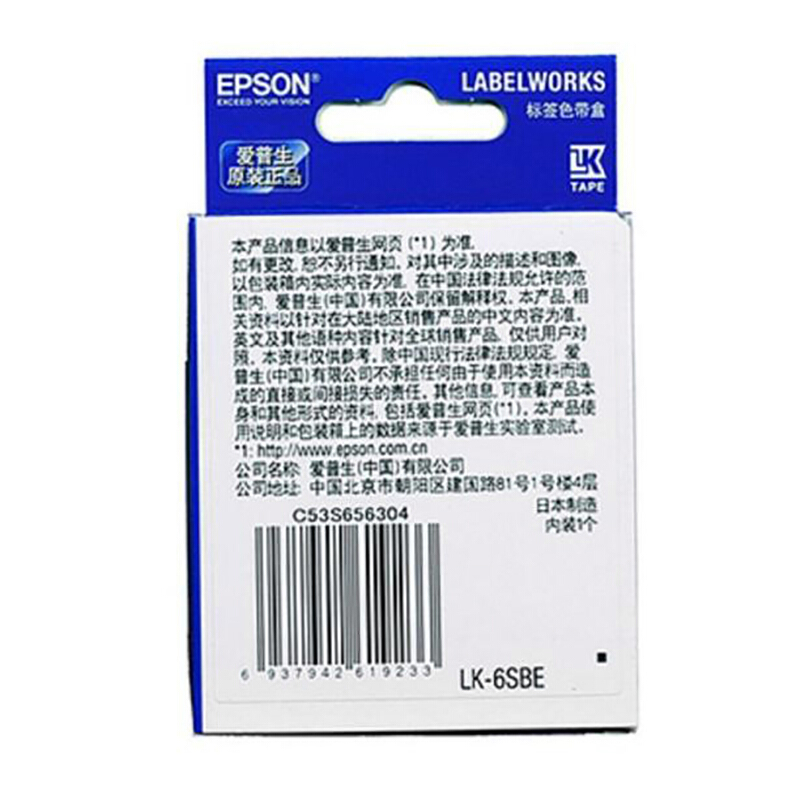 EPSON®
EXCEED YOUR VISION
LABELWORKS
标签色带盒
爱普生
原装正品
LK
TAPE
本产品信息以爱普生网页 (*1) 为准,
如有更改, 恕不另行通知。对其中涉及的描述和图像,
以包装箱内实际内容为准, 在中国法律法规允许的范
围内, 爱普生(中国)有限公司保留解释权。本产品,相
关资料以针对在大陆地区销售产品的中文内容为准。
英文及其他语种内容针对全球销售产品, 仅供用户对
照。本资料仅供参考。除中国现行法律法规规定, 爱
普生(中国)有限公司不承担任何由于使用本资料而造
成的直接或间接损失的责任。其他信息, 可查看产品本
身和其他形式的资料, 包括爱普生网页(*1)。本产品使
用说明和包装箱上的数据来源于爱普生实验室测试。
*1: http://www.epson.com.cn
公司名称: 爱普生(中国)有限公司
公司地址: 中国北京市朝阳区建国路81号1号楼4层
日本制造
内装1个
C53S656304
6 937942 619233
LK-6SBE